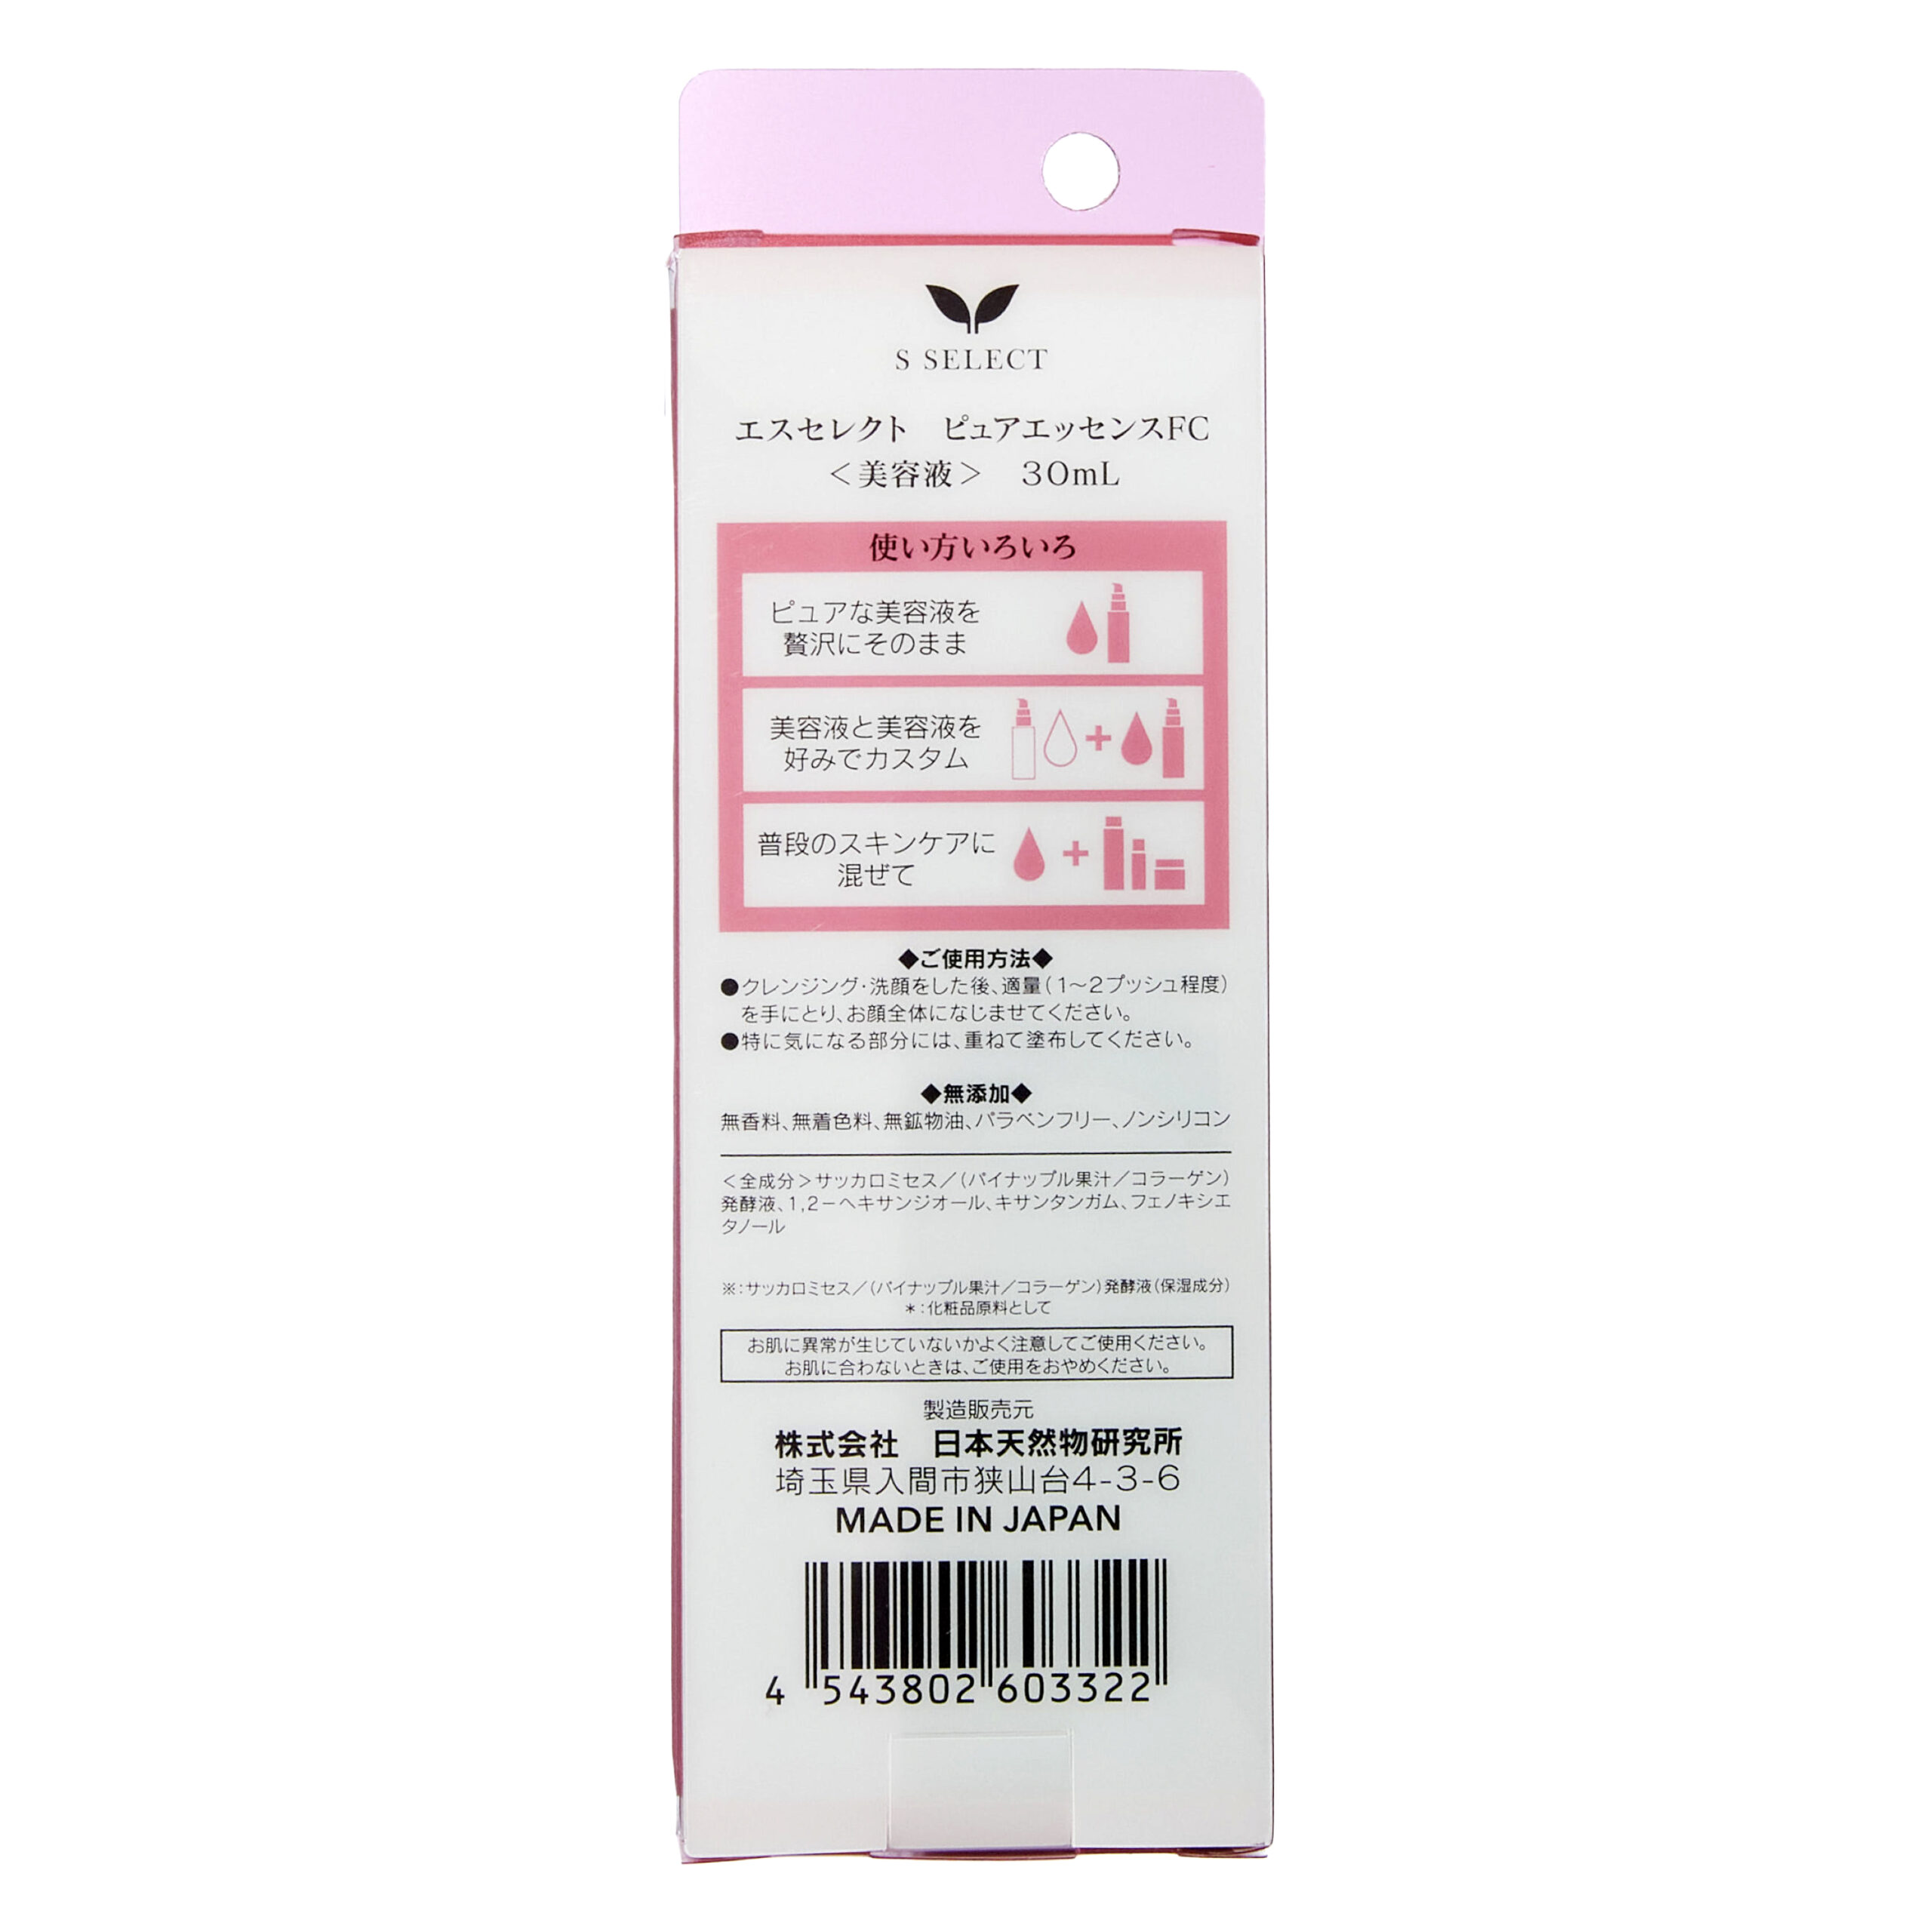 S SELECT
エスセレクト　ピュアエッセンスFC
＜美容液＞　30mL
使い方いろいろ
ピュアな美容液を
贅沢にそのまま
美容液と美容液を
好みでカスタム
普段のスキンケアに
混ぜて
◆ご使用方法◆
●クレンジング・洗顔をした後、適量（1〜2プッシュ程度）
を手にとり、お顔全体になじませてください。
●特に気になる部分には、重ねて塗布してください。
◆無添加◆
無香料、無着色料、無鉱物油、パラベンフリー、ノンシリコン
＜全成分＞サッカロミセス／（パイナップル果汁／コラーゲン）
発酵液、1,2－ヘキサンジオール、キサンタンガム、フェノキシエ
タノール
※：サッカロミセス／（パイナップル果汁／コラーゲン）発酵液（保湿成分）
＊：化粧品原料として
お肌に異常が生じていないかよく注意してご使用ください。
お肌に合わないときは、ご使用をおやめください。
製造販売元
株式会社　日本天然物研究所
埼玉県入間市狭山台4-3-6
MADE IN JAPAN
4 543802 603322